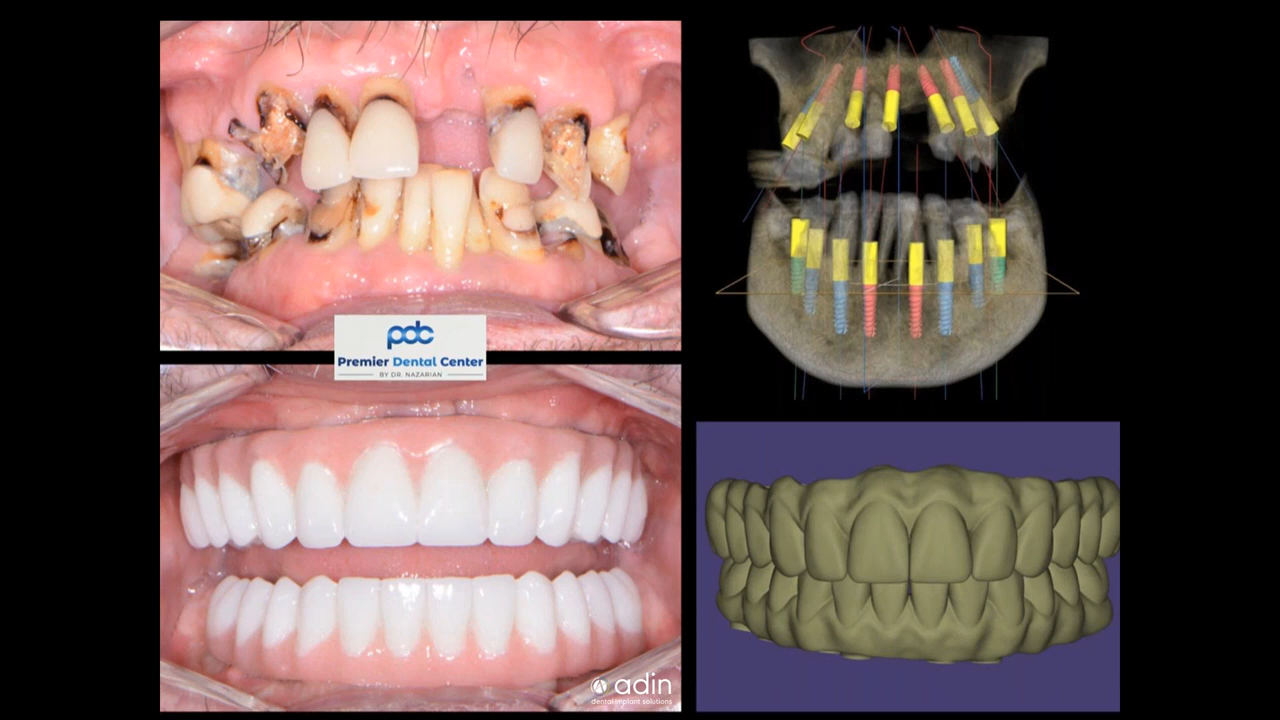 pdc
Premier Dental Center
BY DR. NAZARIAN
adin
dental implant solutions